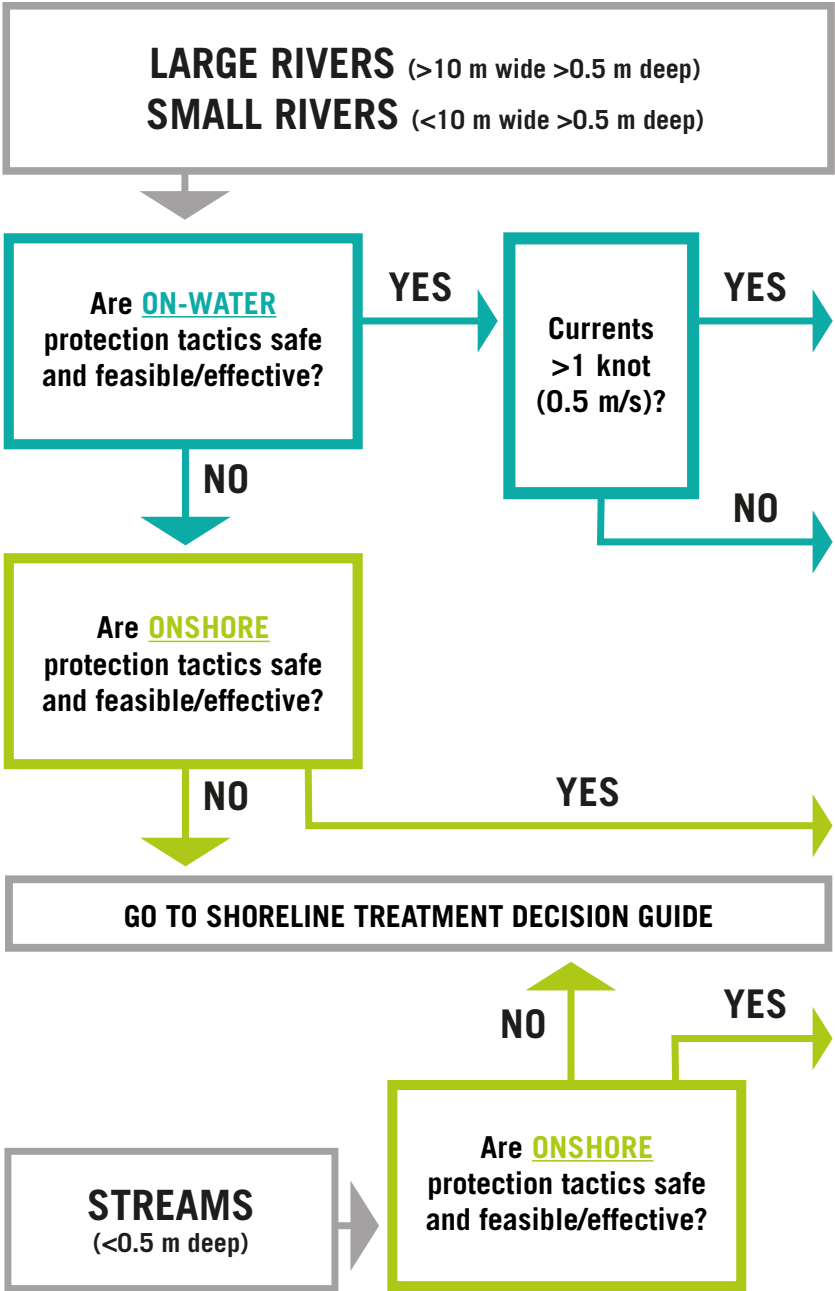 LARGE RIVERS (>10 m wide >0.5 m deep)
SMALL RIVERS (<10 m wide >0.5 m deep)
Are ON-WATER
protection tactics safe
and feasible/effective?
YES
Currents
>1 knot
(0.5 m/s)?
YES
NO
NO
Are ONSHORE
protection tactics safe
and feasible/effective?
NO
YES
GO TO SHORELINE TREATMENT DECISION GUIDE
NO
YES
STREAMS
(<0.5 m deep)
Are ONSHORE
protection tactics safe
and feasible/effective?